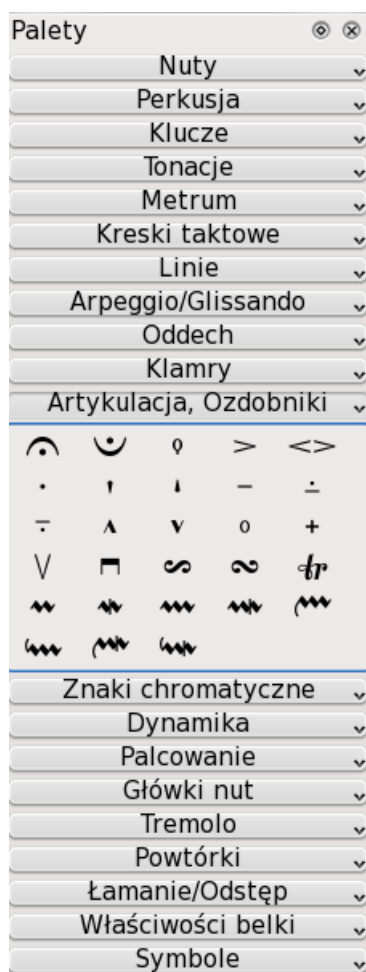 Palety
Nuty
Perkusja
Klucze
Tonacje
Metrum
Kreski taktowe
Linie
Arpeggio/Glissando
Oddech
Klamry
Artykulacja, Ozdobniki
tr
Znaki chromatyczne
Dynamika
Palcowanie
Główki nut
Tremolo
Powtórki
Łamanie/Odstęp
Właściwości belki
Symbole